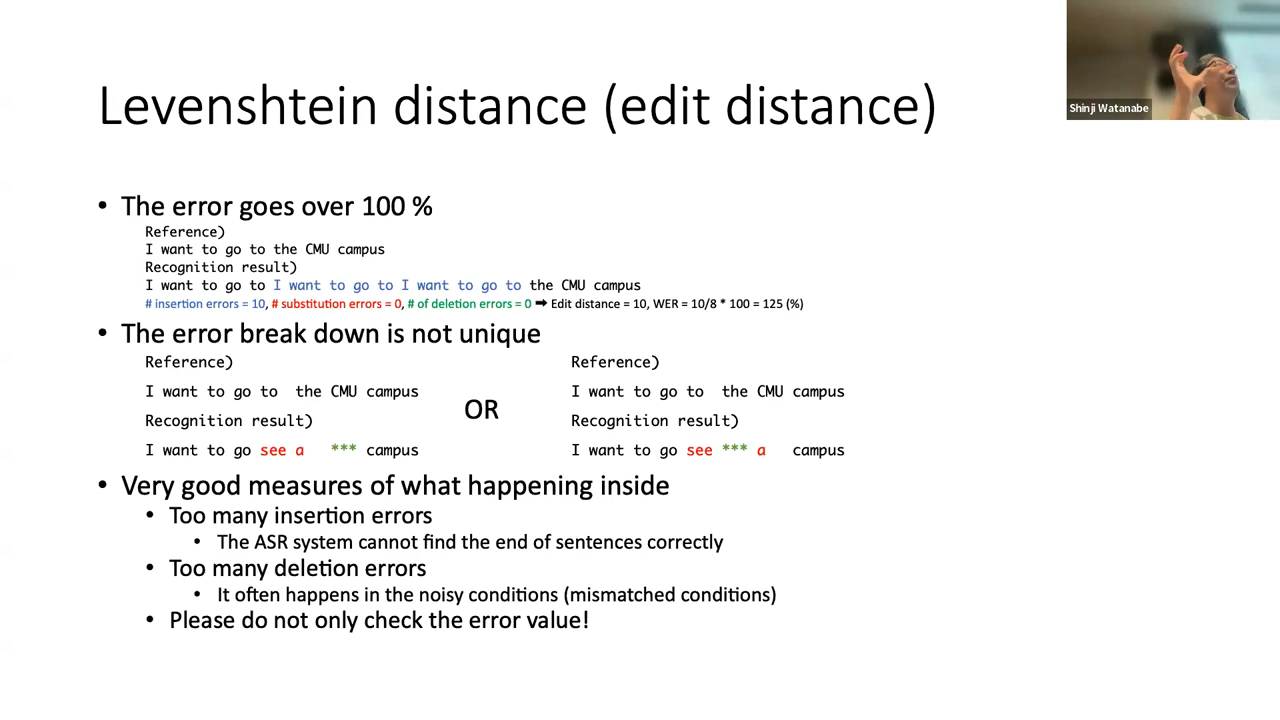 Shinji Watanabe
Levenshtein distance (edit distance)
• The error goes over 100 %
Reference)
I want to go to the CMU campus
Recognition result)
I want to go to I want to go to I want to go to the CMU campus
# insertion errors = 10, # substitution errors = 0, # of deletion errors = 0 ➡ Edit distance = 10, WER = 10/8 * 100 = 125 (%)
• The error break down is not unique
Reference)
I want to go to the CMU campus
Recognition result)
I want to go see a *** campus
OR
Reference)
I want to go to the CMU campus
Recognition result)
I want to go see *** a campus
• Very good measures of what happening inside
• Too many insertion errors
• The ASR system cannot find the end of sentences correctly
• Too many deletion errors
• It often happens in the noisy conditions (mismatched conditions)
• Please do not only check the error value!